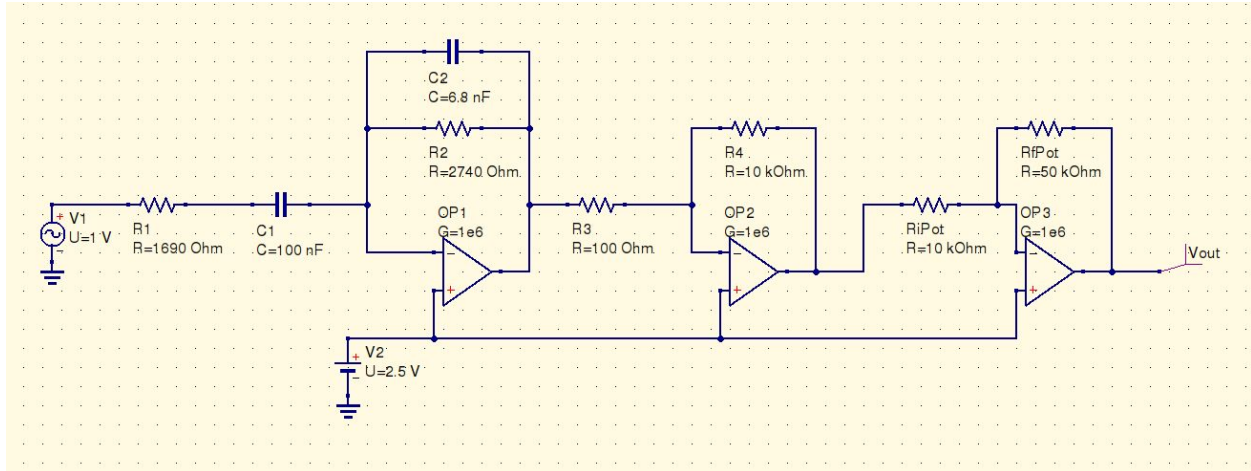 C2
C=6.8 nF
R2
R=2740 Ohm
R4
R=10 kOhm
RfPot
R=50 kOhm
V1
U=1 V
R1
R=1690 Ohm
C1
C=100 nF
OP1
G=1e6
R3
R=100 Ohm
OP2
G=1e6
RiPot
R=10 kOhm
OP3
G=1e6
Vout
V2
U=2.5 V